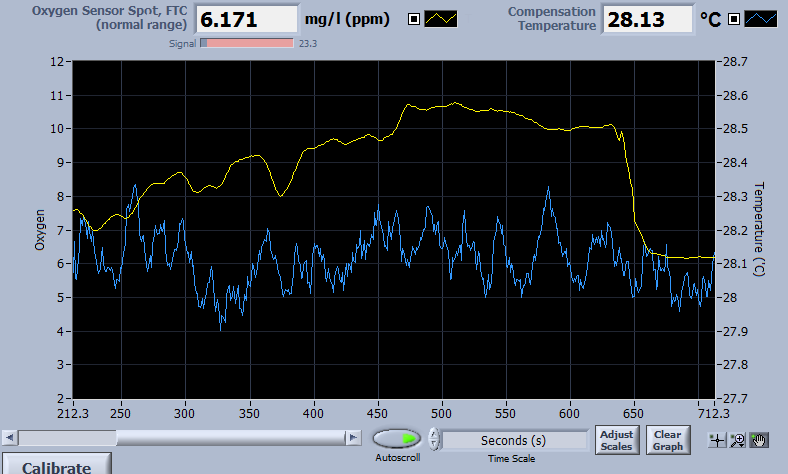 Oxygen Sensor Spot, FTC
(normal range)
6.171
mg/l (ppm)
Compensation
Temperature
28.13
°C
Signal
23.3
12
11
10
9
8
7
6
5
4
3
2
Oxygen
28.7
28.6
28.5
28.4
28.3
28.2
28.1
28
27.9
27.8
27.7
Temperature (°C)
212.3
250
300
350
400
450
500
550
600
650
712.3
Autoscroll
Seconds (s)
Time Scale
Adjust
Scales
Clear
Graph
Calibrate